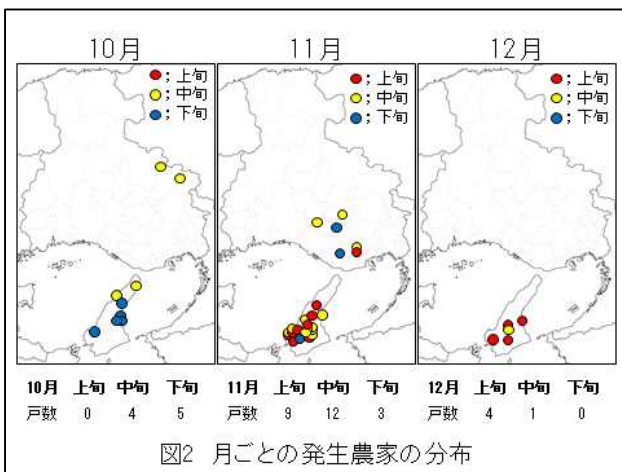 10月
●；上旬
●；中旬
●；下旬
11月
●；上旬
●；中旬
●；下旬
12月
●；上旬
●；中旬
●；下旬
10月 上旬 中旬 下旬
戸数 0 4 5
11月 上旬 中旬 下旬
戸数 9 12 3
12月 上旬 中旬 下旬
戸数 4 1 0
図2 月ごとの発生農家の分布